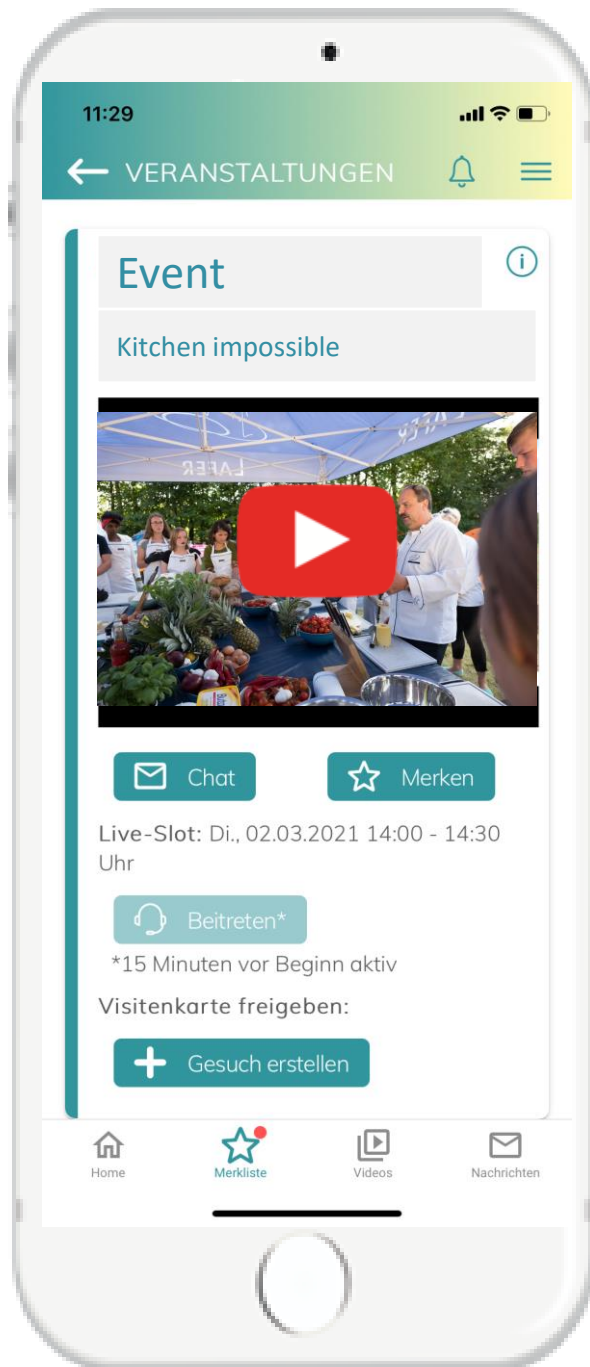 11:29
VERANSTALTUNGEN
Event
Kitchen impossible
LAFER
Chat
Merken
Live-Slot: Di., 02.03.2021 14:00 - 14:30
Uhr
Beitreten*
*15 Minuten vor Beginn aktiv
Visitenkarte freigeben:
Gesuch erstellen
Home
Merkliste
Videos
Nachrichten